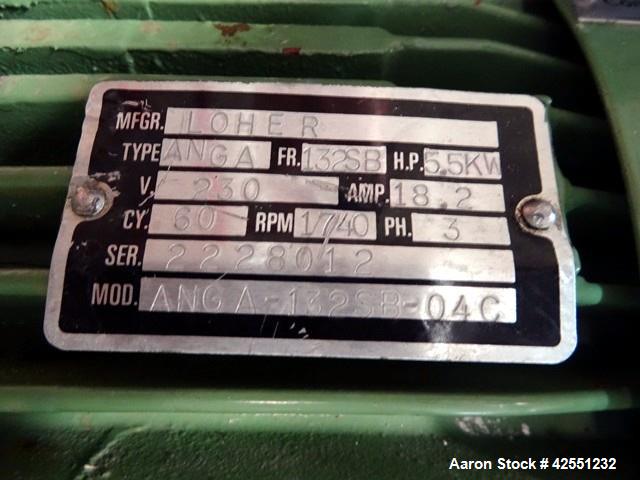 MFGR. LOHER
TYPE ANGA FR. 132SB H.P. 5.5KW
V. 230 AMP. 18.2
CY. 60 RPM 1740 PH. 3
SER. 2228012
MOD. ANGA-132SB-04C
Aaron Stock # 42551232